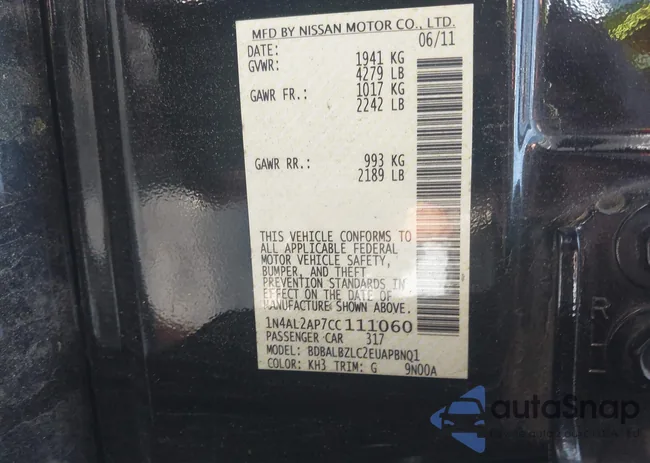 MFD BY NISSAN MOTOR CO., LTD.
DATE: 06/11
GVWR: 1941 KG
4279 LB
GAWR FR.: 1017 KG
2242 LB
GAWR RR.: 993 KG
2189 LB
THIS VEHICLE CONFORMS TO
ALL APPLICABLE FEDERAL
MOTOR VEHICLE SAFETY,
BUMPER, AND THEFT
PREVENTION STANDARDS IN
EFFECT ON THE DATE OF
MANUFACTURE SHOWN ABOVE.
1N4AL2AP7CC111060
PASSENGER CAR 317
MODEL: BDBALBZLCZEUAPBNQ1
COLOR: KH3 TRIM: G 9N00A
autoSnap